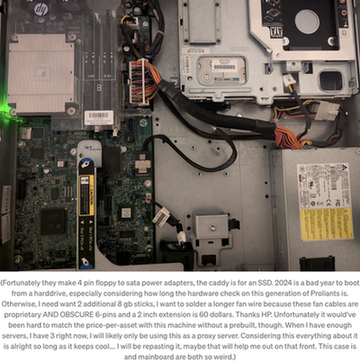 (Fortunately they make 4 pin floppy to sata power adapters, the caddy is for an SSD. 2024 is a bad year to boot
from a harddrive, especially considering how long the hardware check on this generation of Proliants is.
Otherwise, I need want 2 additional 8 gb sticks, I want to solder a longer fan wire because these fan cables are
proprietary AND OBSCURE 6-pins and a 2 inch extension is 60 dollars. Thanks HP. Unfortunately it would've
been hard to match the price-per-asset with this machine without a prebuilt, though. When I have enough
servers, I have 3 right now, I will likely only be using this as a proxy server. Considering this everything about it
is alright so long as it keeps cool.... I will be repasting it, maybe that will help me out on that front. This case
and mainboard are both so weird,)